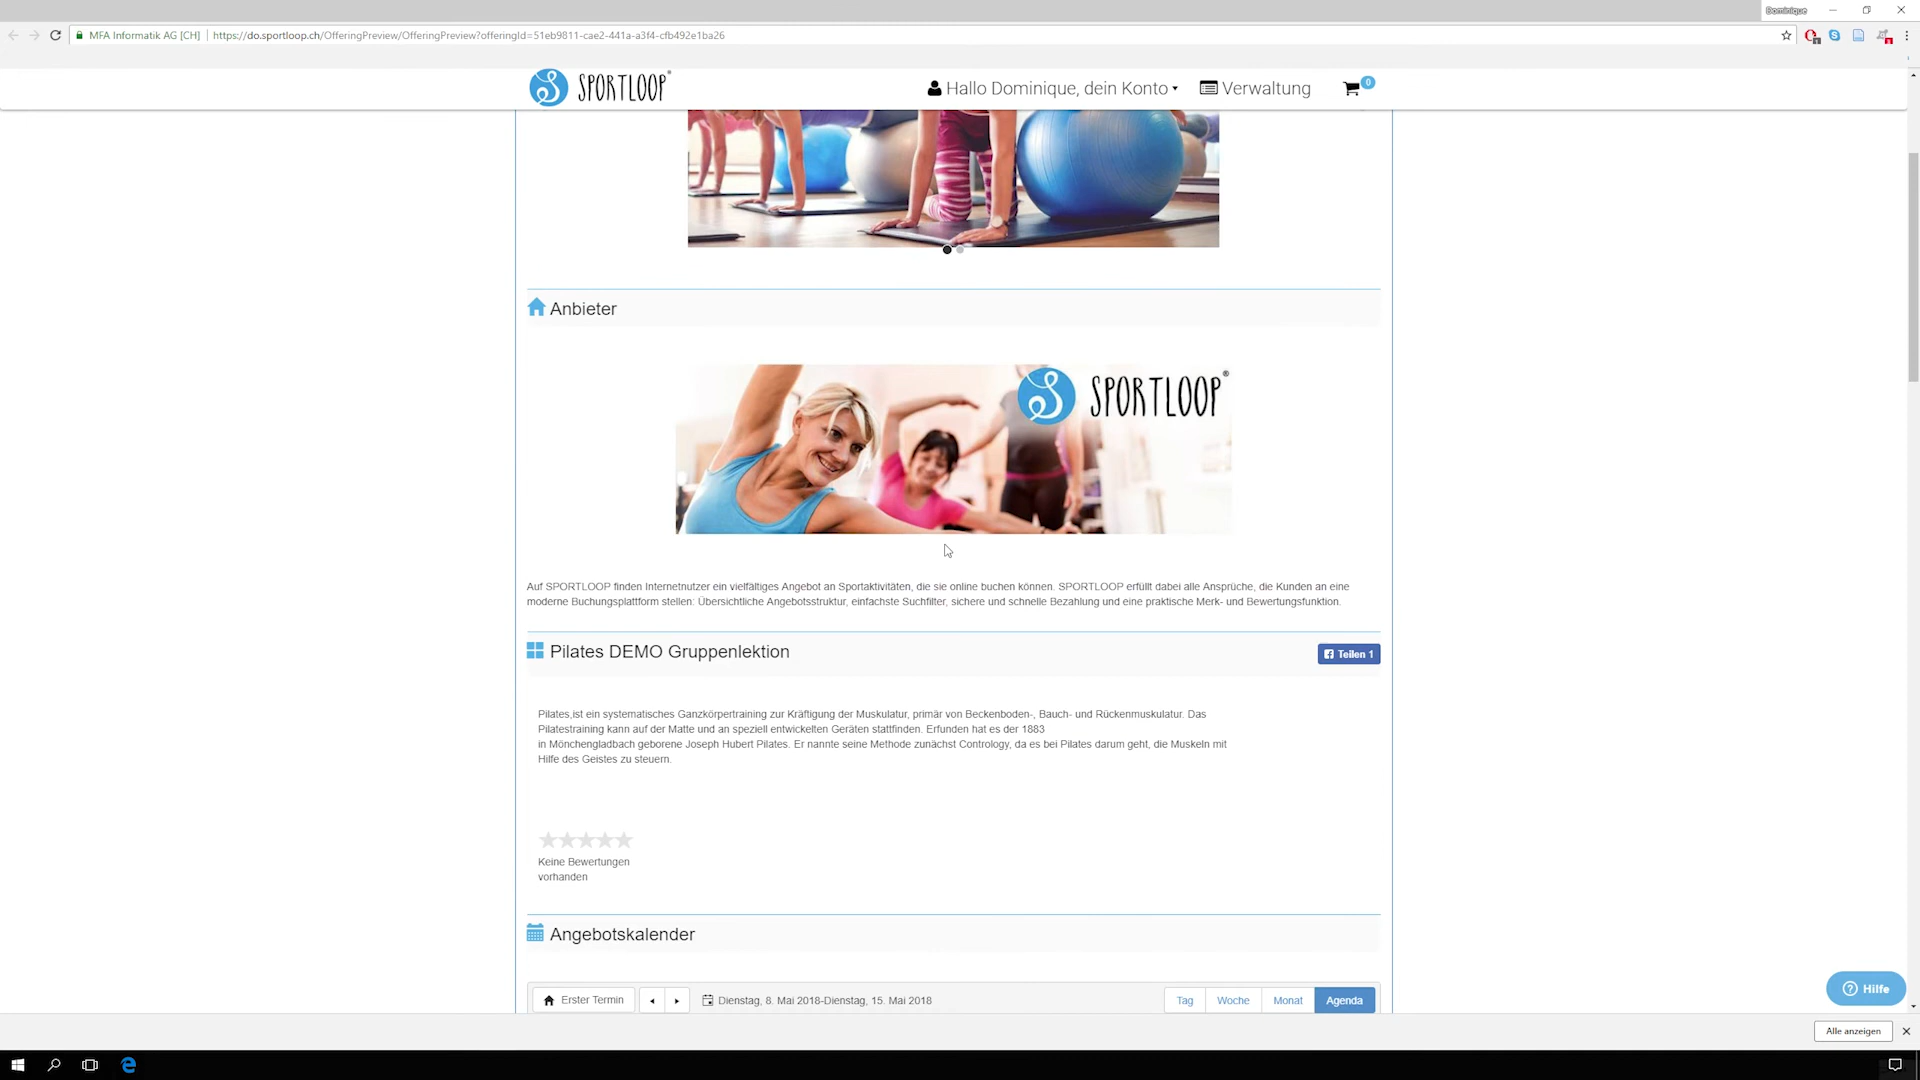 Dominique
MFA Informatik AG [CH] https://do.sportloop.ch/OfferingPreview/OfferingPreview?offeringId=51eb9811-cae2-441a-a3f4-cfb492e1ba26
SPORTLOOP®
Hallo Dominique, dein Konto
Verwaltung
0
Anbieter
SPORTLOOP®
Auf SPORTLOOP finden Internetnutzer ein vielfältiges Angebot an Sportaktivitäten, die sie online buchen können. SPORTLOOP erfüllt dabei alle Ansprüche, die Kunden an eine
moderne Buchungsplattform stellen: Übersichtliche Angebotsstruktur, einfachste Suchfilter, sichere und schnelle Bezahlung und eine praktische Merk- und Bewertungsfunktion.
Pilates DEMO Gruppenlektion
Teilen 1
Pilates,ist ein systematisches Ganzkörpertraining zur Kräftigung der Muskulatur, primär von Beckenboden-, Bauch- und Rückenmuskulatur. Das
Pilatestraining kann auf der Matte und an speziell entwickelten Geräten stattfinden. Erfunden hat es der 1883
in Mönchengladbach geborene Joseph Hubert Pilates. Er nannte seine Methode zunächst Contrology, da es bei Pilates darum geht, die Muskeln mit
Hilfe des Geistes zu steuern.
Keine Bewertungen
vorhanden
Angebotskalender
Erster Termin
Dienstag, 8. Mai 2018-Dienstag, 15. Mai 2018
Tag Woche Monat Agenda
Hilfe
Alle anzeigen